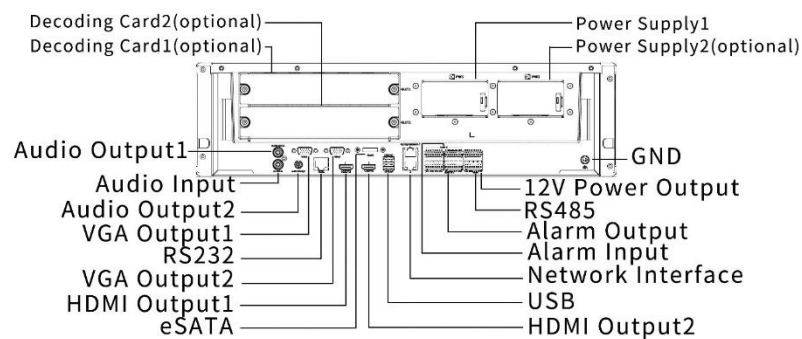 Decoding Card2(optional)
Decoding Card1(optional)
Power Supply1
Power Supply2(optional)
Audio Output1
GND
Audio Input
12V Power Output
Audio Output2
RS485
VGA Output1
Alarm Output
RS232
Alarm Input
VGA Output2
Network Interface
HDMI Output1
USB
eSATA
HDMI Output2